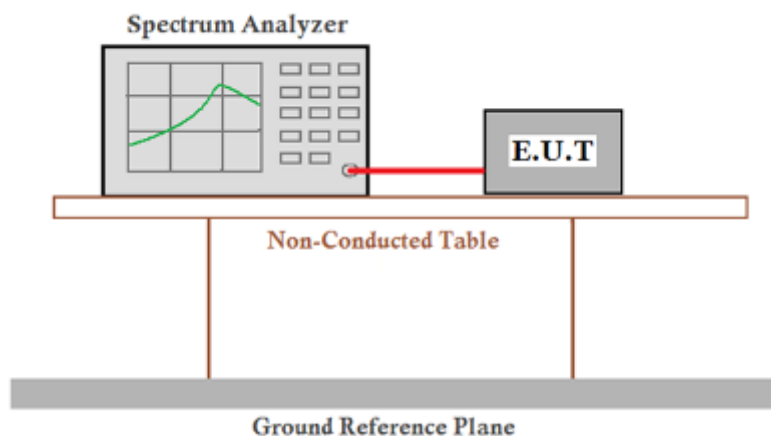 Spectrum Analyzer
E.U.T
Non-Conducted Table
Ground Reference Plane